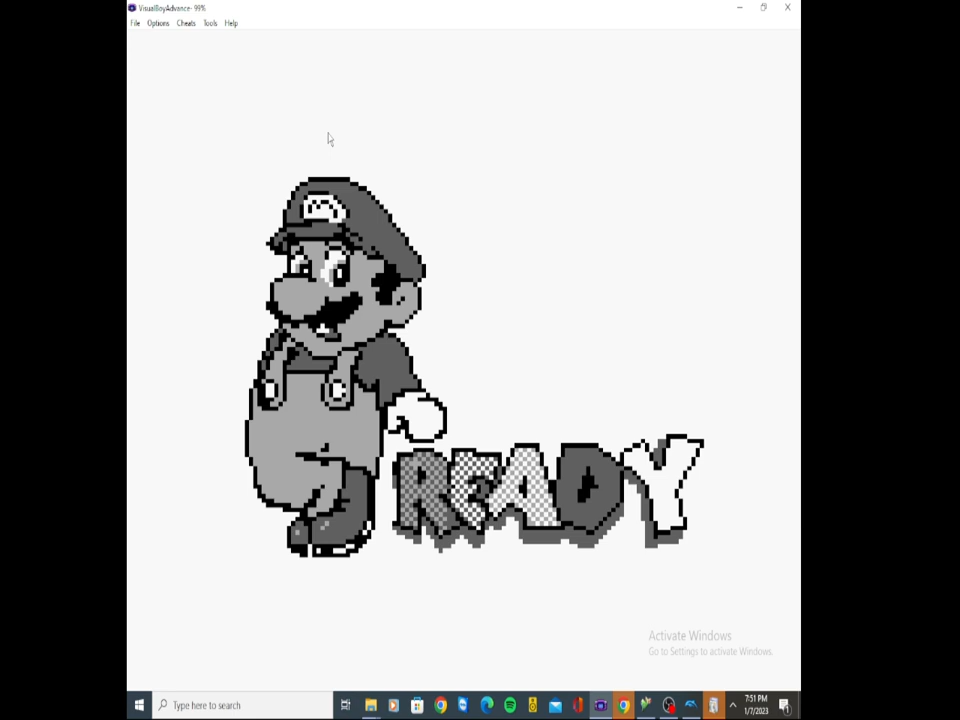 VisualBoyAdvance- 99%
File Options Cheats Tools Help
M
READY
Activate Windows
Go to Settings to activate Windows.
Type here to search
7:51 PM
1/7/2023